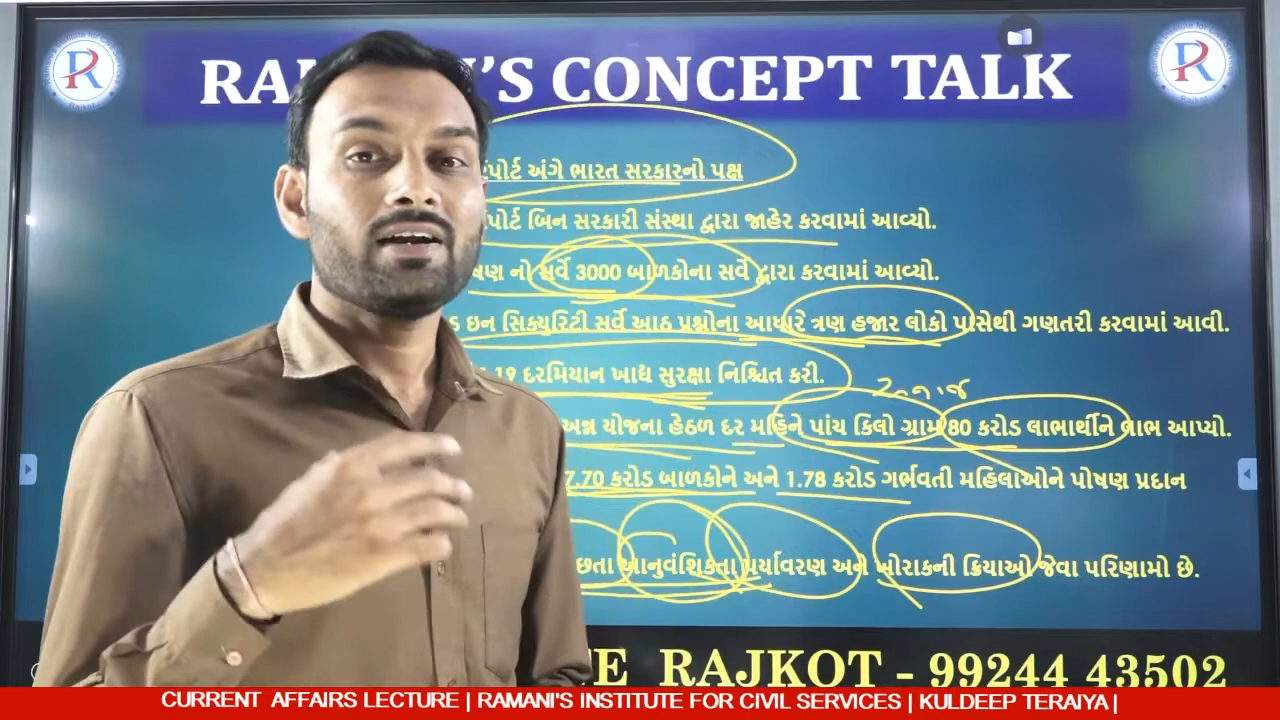 'S CONCEPT TALK
અંગે ભારત સરકારનો પક્ષ
બિન સરકારી સંસ્થા દ્વારા જાહેર કરવામાં આવ્યો.
નો સર્વે 3000 બાળકોના સર્વે દ્વારા કરવામાં આવ્યો.
ઇન સિક્યુરિટી સર્વે આઠ પ્રશ્નોના આધારે ત્રણ હજાર લોકો પાસેથી ગણતરી કરવામાં આવી.
19 દરમિયાન ખાદ્ય સુરક્ષા નિશ્ચિત કરી.
અનાજ
અન્ન યોજના હેઠળ દર મહિને પાંચ કિલો ગ્રામ 80 કરોડ લાભાર્થીને લાભ આપ્યો.
7.70 કરોડ બાળકોને અને 1.78 કરોડ ગર્ભવતી મહિલાઓને પોષણ પ્રદાન
આનુવંશિકતા પર્યાવરણ અને ખોરાકની ક્રિયાઓ જેવા પરિણામો છે.
RAJKOT - 99244 43502
CURRENT AFFAIRS LECTURE | RAMANI'S INSTITUTE FOR CIVIL SERVICES | KULDEEP TERAIYA |